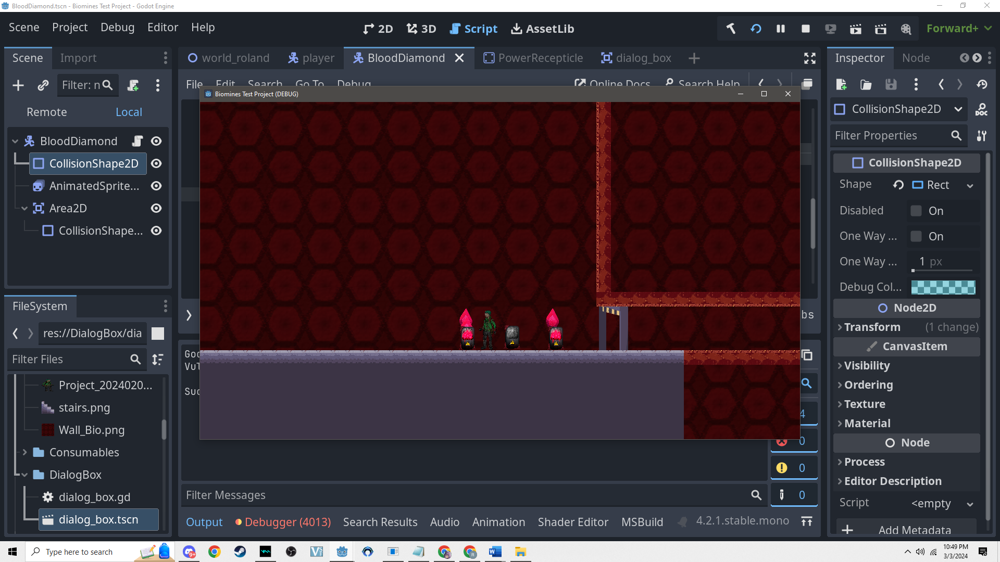 BloodDiamond.tscn - Biomines Test Project - Godot Engine
Scene Project Debug Editor Help
2D 3D Script AssetLib
Forward+
Scene Import
world_roland player BloodDiamond PowerRecepticle dialog_box
Inspector Node
Filter: n
File Edit Search Go To Debug
Online Docs Search Help
Biomines Test Project (DEBUG)
Remote Local
CollisionShape2D
DOC
Filter Properties
BloodDiamond
CollisionShape2D
AnimatedSprite...
Area2D
CollisionShape...
CollisionShape2D
Shape Rect
Disabled On
One Way ... On
One Way ... 1 px
Debug Col...
Node2D
Transform (1 change)
CanvasItem
Visibility
Ordering
Texture
Material
Node
Process
Editor Description
Script <empty
Add Metadata
FileSystem
res://DialogBox/dia
Filter Files
Project_2024020...
stairs.png
Wall_Bio.png
Consumables
DialogBox
dialog_box.gd
dialog_box.tscn
bs
God
Vul
Suc
4
0
0
0
Filter Messages
Output Debugger (4013) Search Results Audio Animation Shader Editor MSBuild 4.2.1.stable.mono
Type here to search
9+
10:49 PM
3/3/2024